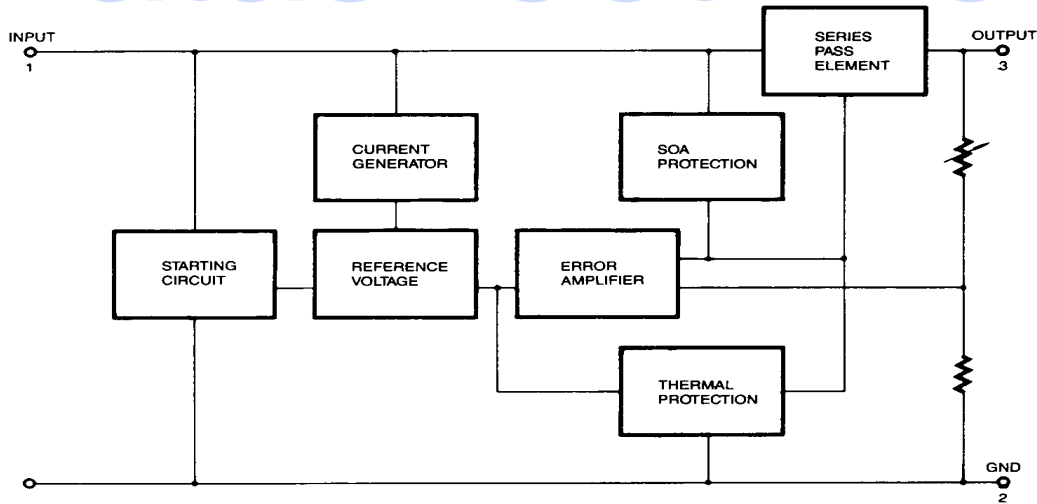 INPUT
1
SERIES
PASS
ELEMENT
OUTPUT
3
CURRENT
GENERATOR
SOA
PROTECTION
STARTING
CIRCUIT
REFERENCE
VOLTAGE
ERROR
AMPLIFIER
THERMAL
PROTECTION
GND
2